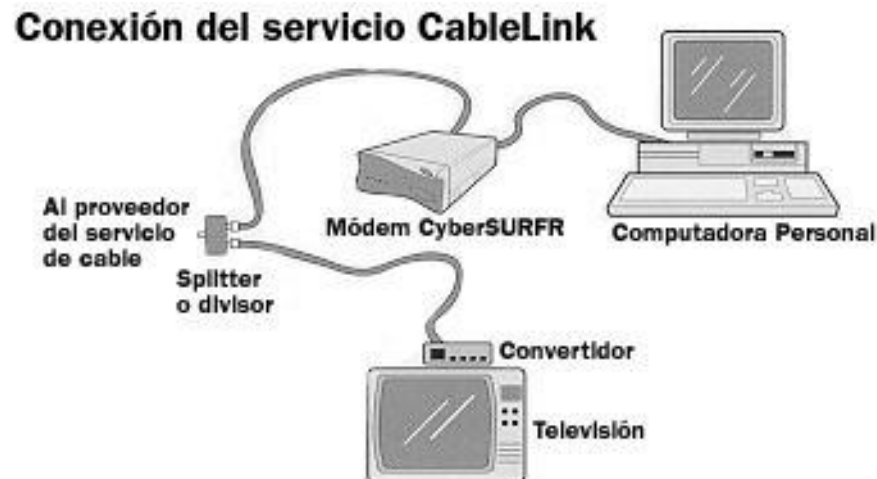 Conexión del servicio CableLink
Al proveedor
del servicio
de cable
Splitter
o divisor
Módem CyberSURFR
Computadora Personal
Convertidor
Televisión